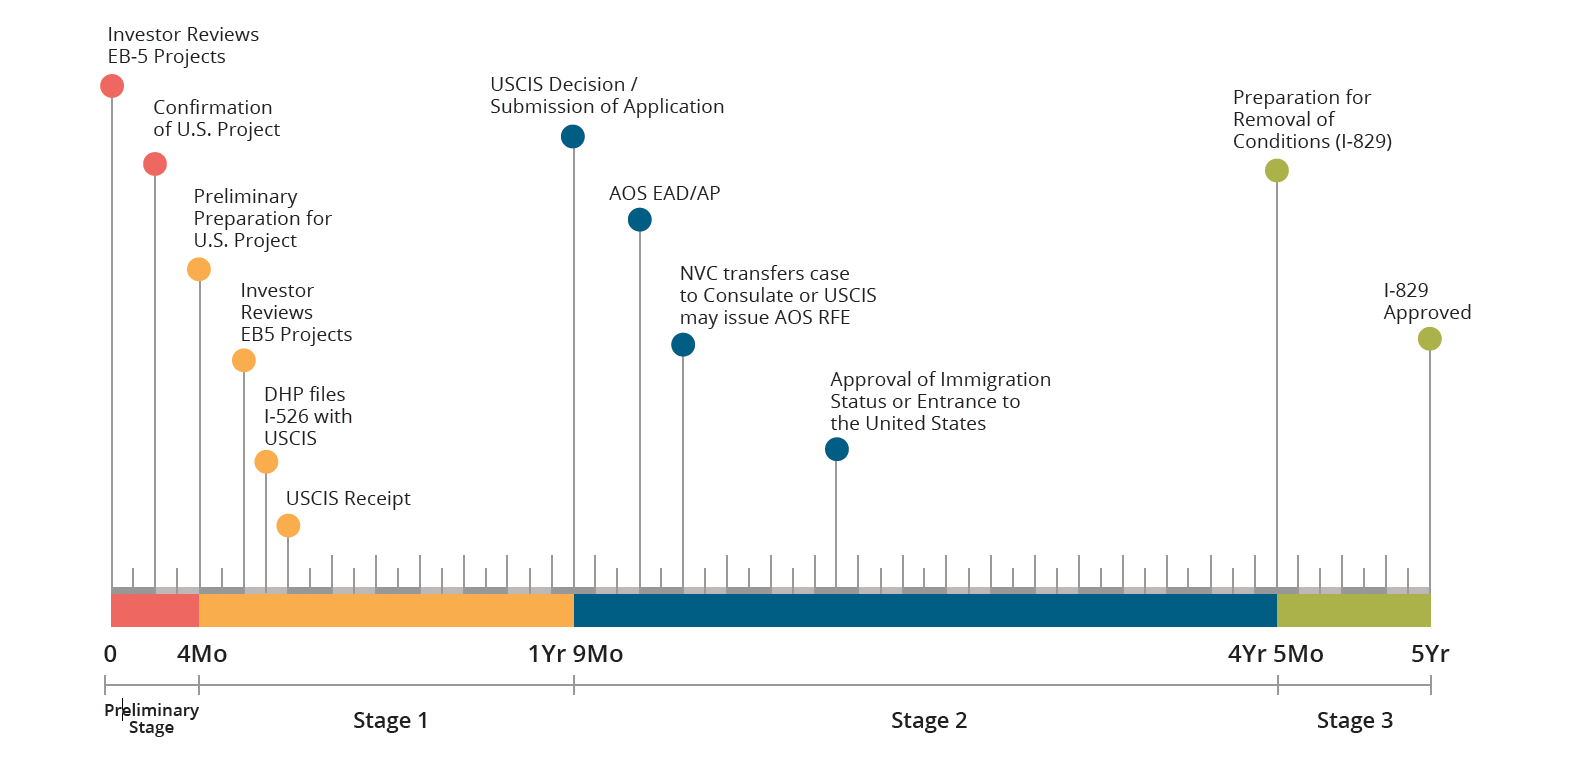 Investor Reviews
EB-5 Projects
Confirmation
of U.S. Project
Preliminary
Preparation for
U.S. Project
Investor
Reviews
EB5 Projects
DHP files
I-526 with
USCIS
USCIS Receipt
USCIS Decision /
Submission of Application
AOS EAD/AP
NVC transfers case
to Consulate or USCIS
may issue AOS RFE
Approval of Immigration
Status or Entrance to
the United States
Preparation for
Removal of
Conditions (I-829)
I-829
Approved
0 4Mo 1Yr 9Mo 4Yr 5Mo 5Yr
Preliminary
Stage
Stage 1
Stage 2
Stage 3